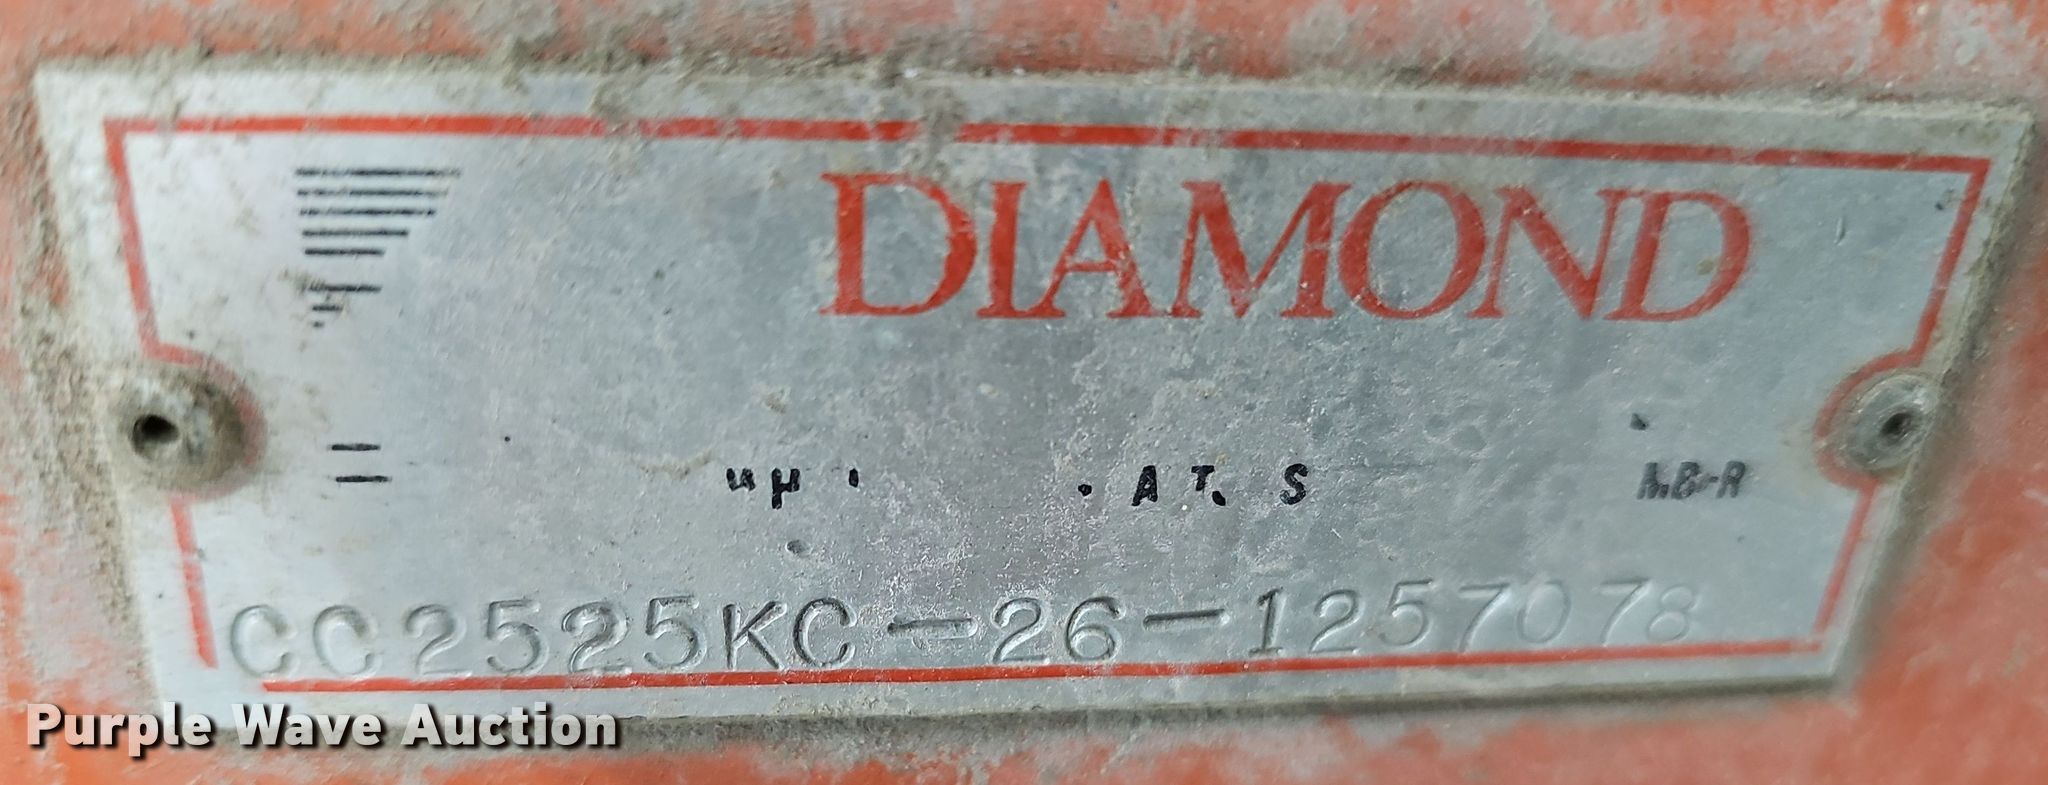 DIAMOND
CC2525KC-26-1257078
Purple Wave Auction